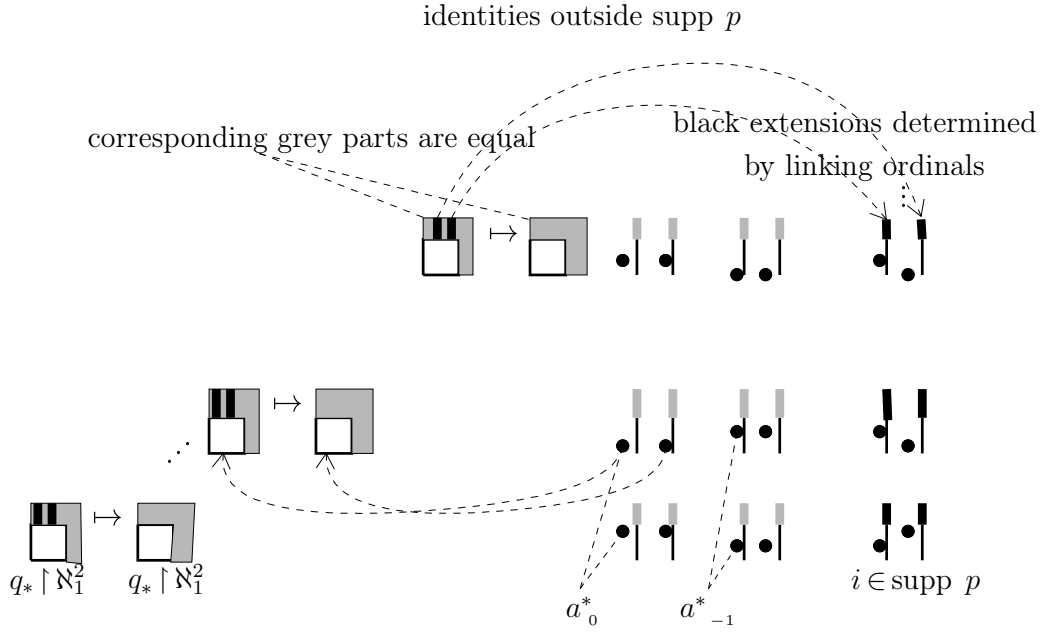 identities outside supp p
corresponding grey parts are equal
black extensions determined
by linking ordinals
⋮
↦
↦
⋰
↦
q_* ↾ ℵ_1^2
q_* ↾ ℵ_1^2
i ∈ supp p
a^*_0
a^*_{-1}